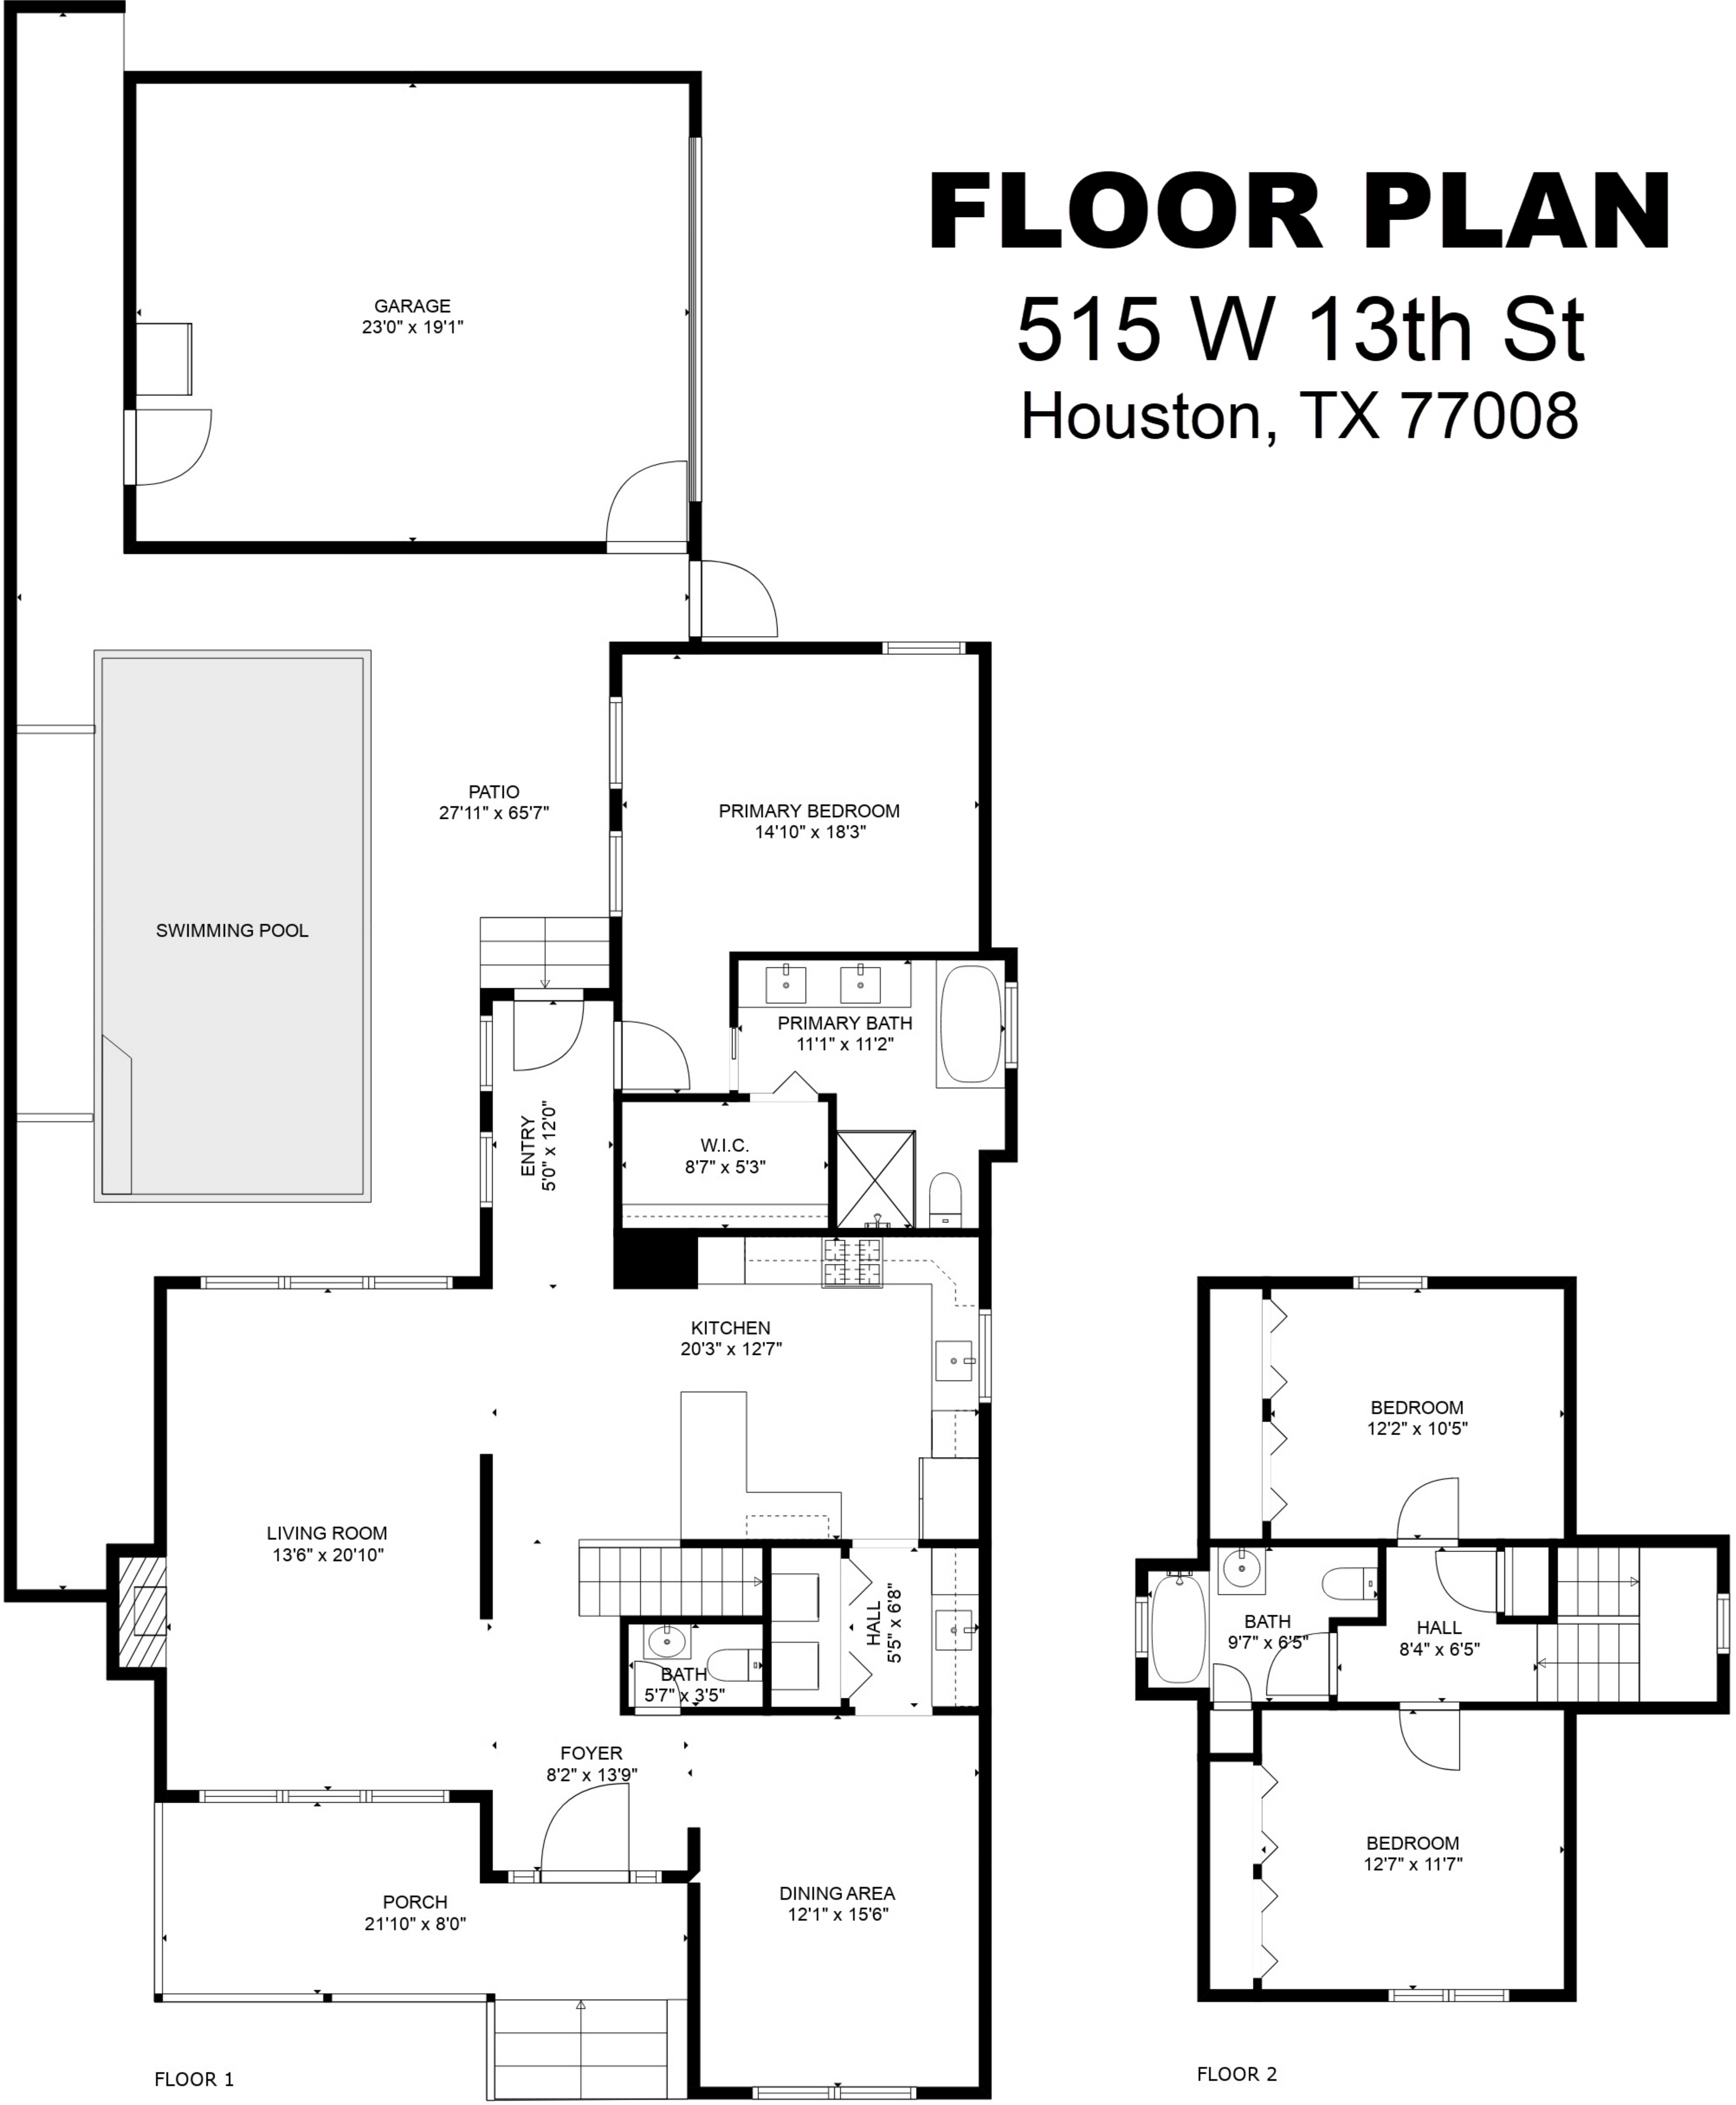 FLOOR PLAN
515 W 13th St
Houston, TX 77008
GARAGE
23'0" x 19'1"
PATIO
27'11" x 65'7"
PRIMARY BEDROOM
14'10" x 18'3"
SWIMMING POOL
PRIMARY BATH
11'1" x 11'2"
ENTRY
5'0" x 12'0"
W.I.C.
8'7" x 5'3"
KITCHEN
20'3" x 12'7"
LIVING ROOM
13'6" x 20'10"
HALL
5'5" x 6'8"
BATH
5'7" x 3'5"
FOYER
8'2" x 13'9"
PORCH
21'10" x 8'0"
DINING AREA
12'1" x 15'6"
FLOOR 1
BEDROOM
12'2" x 10'5"
BATH
9'7" x 6'5"
HALL
8'4" x 6'5"
BEDROOM
12'7" x 11'7"
FLOOR 2